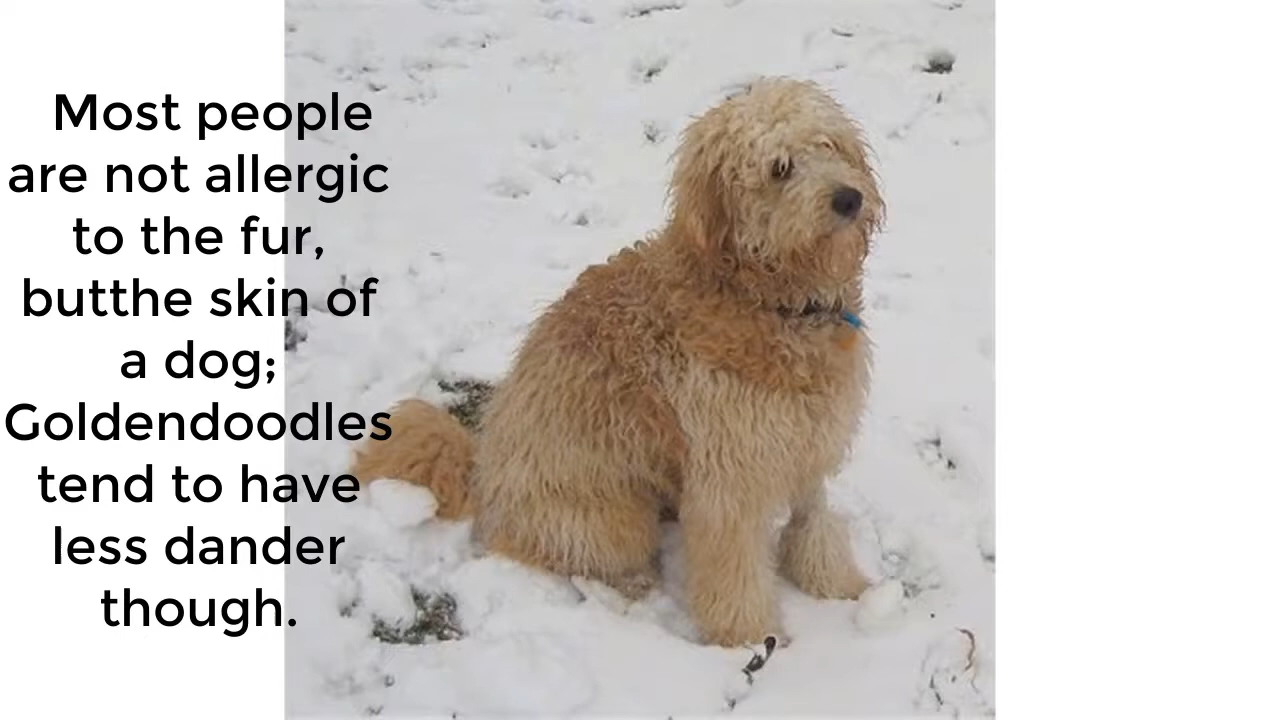 Most people
are not allergic
to the fur,
butthe skin of
a dog;
Goldendoodles
tend to have
less dander
though.